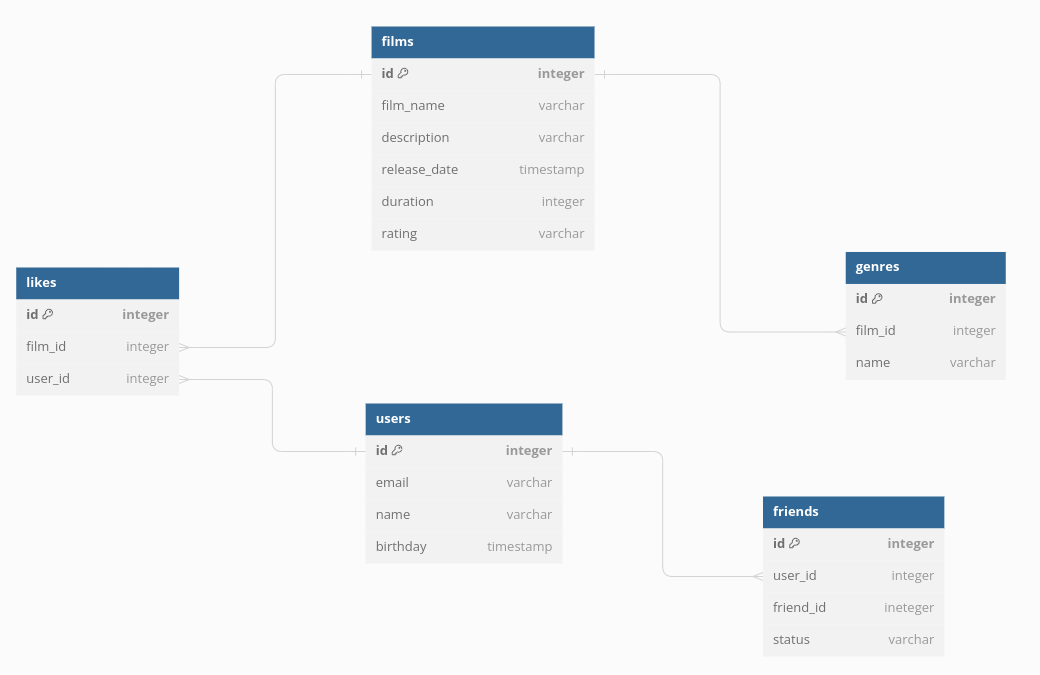 films
id integer
film_name varchar
description varchar
release_date timestamp
duration integer
rating varchar
likes
id integer
film_id integer
user_id integer
genres
id integer
film_id integer
name varchar
users
id integer
email varchar
name varchar
birthday timestamp
friends
id integer
user_id integer
friend_id ineteger
status varchar